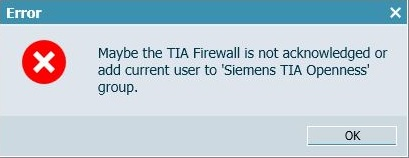 Error
Maybe the TIA Firewall is not acknowledged or
add current user to 'Siemens TIA Openness'
group.
OK